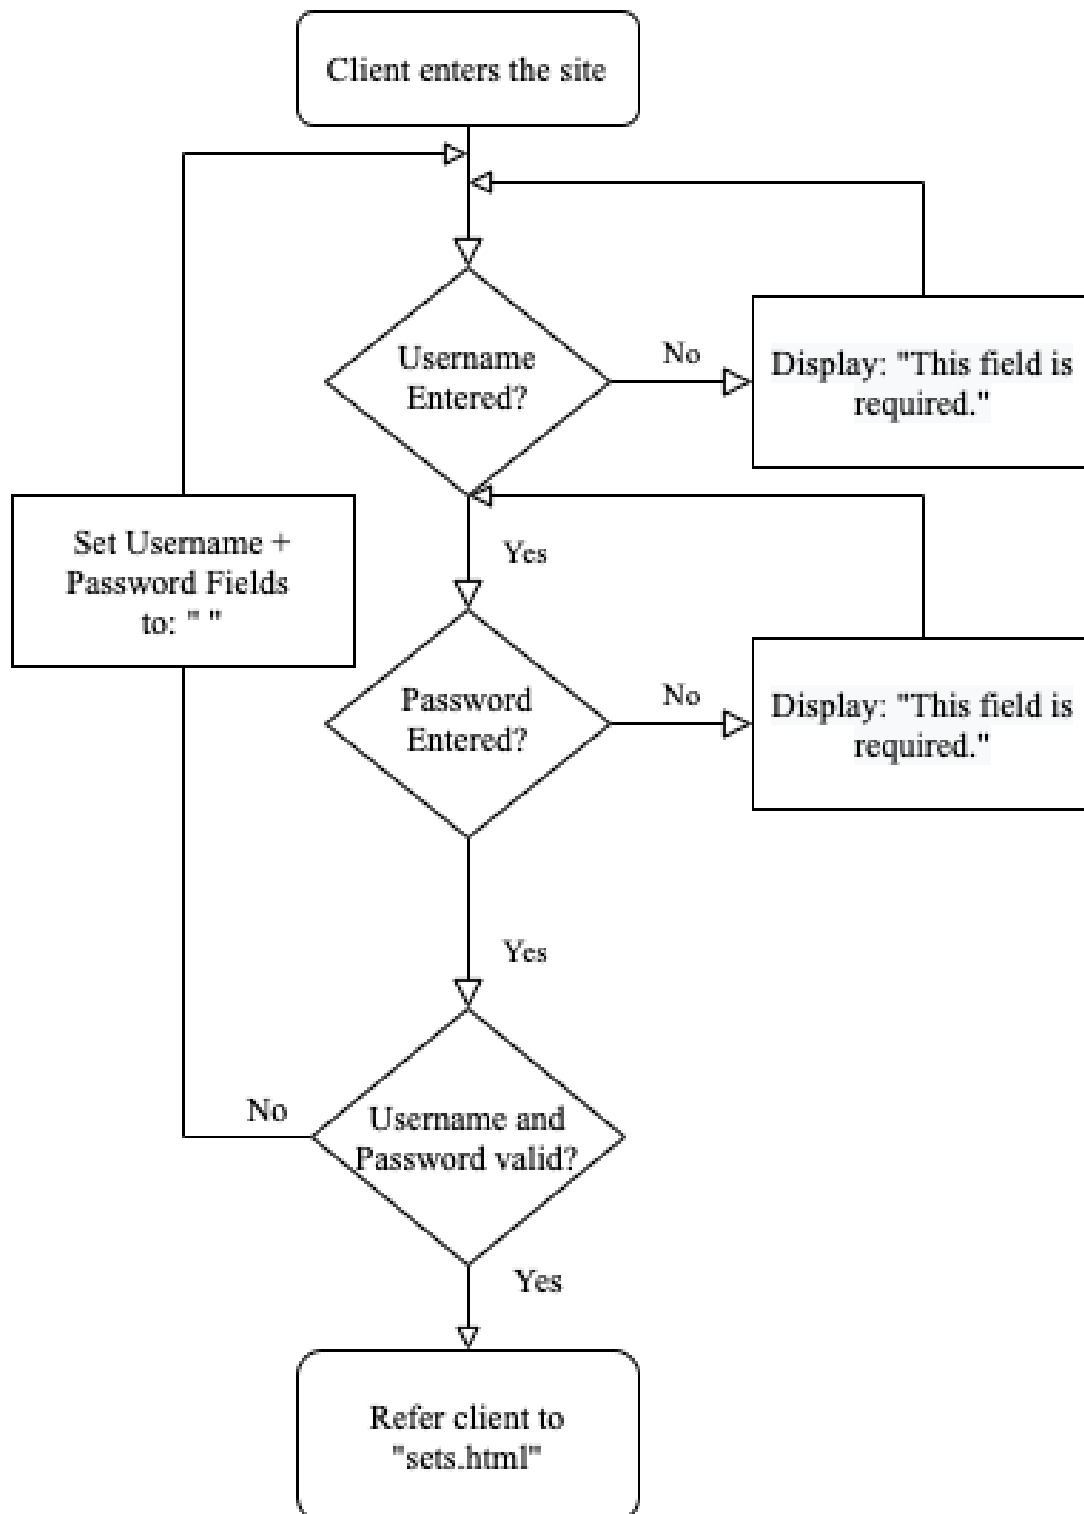 Client enters the site
Username
Entered?
No
Display: "This field is
required."
Set Username +
Password Fields
to: " "
Yes
Password
Entered?
No
Display: "This field is
required."
Yes
No
Username and
Password valid?
Yes
Refer client to
"sets.html"